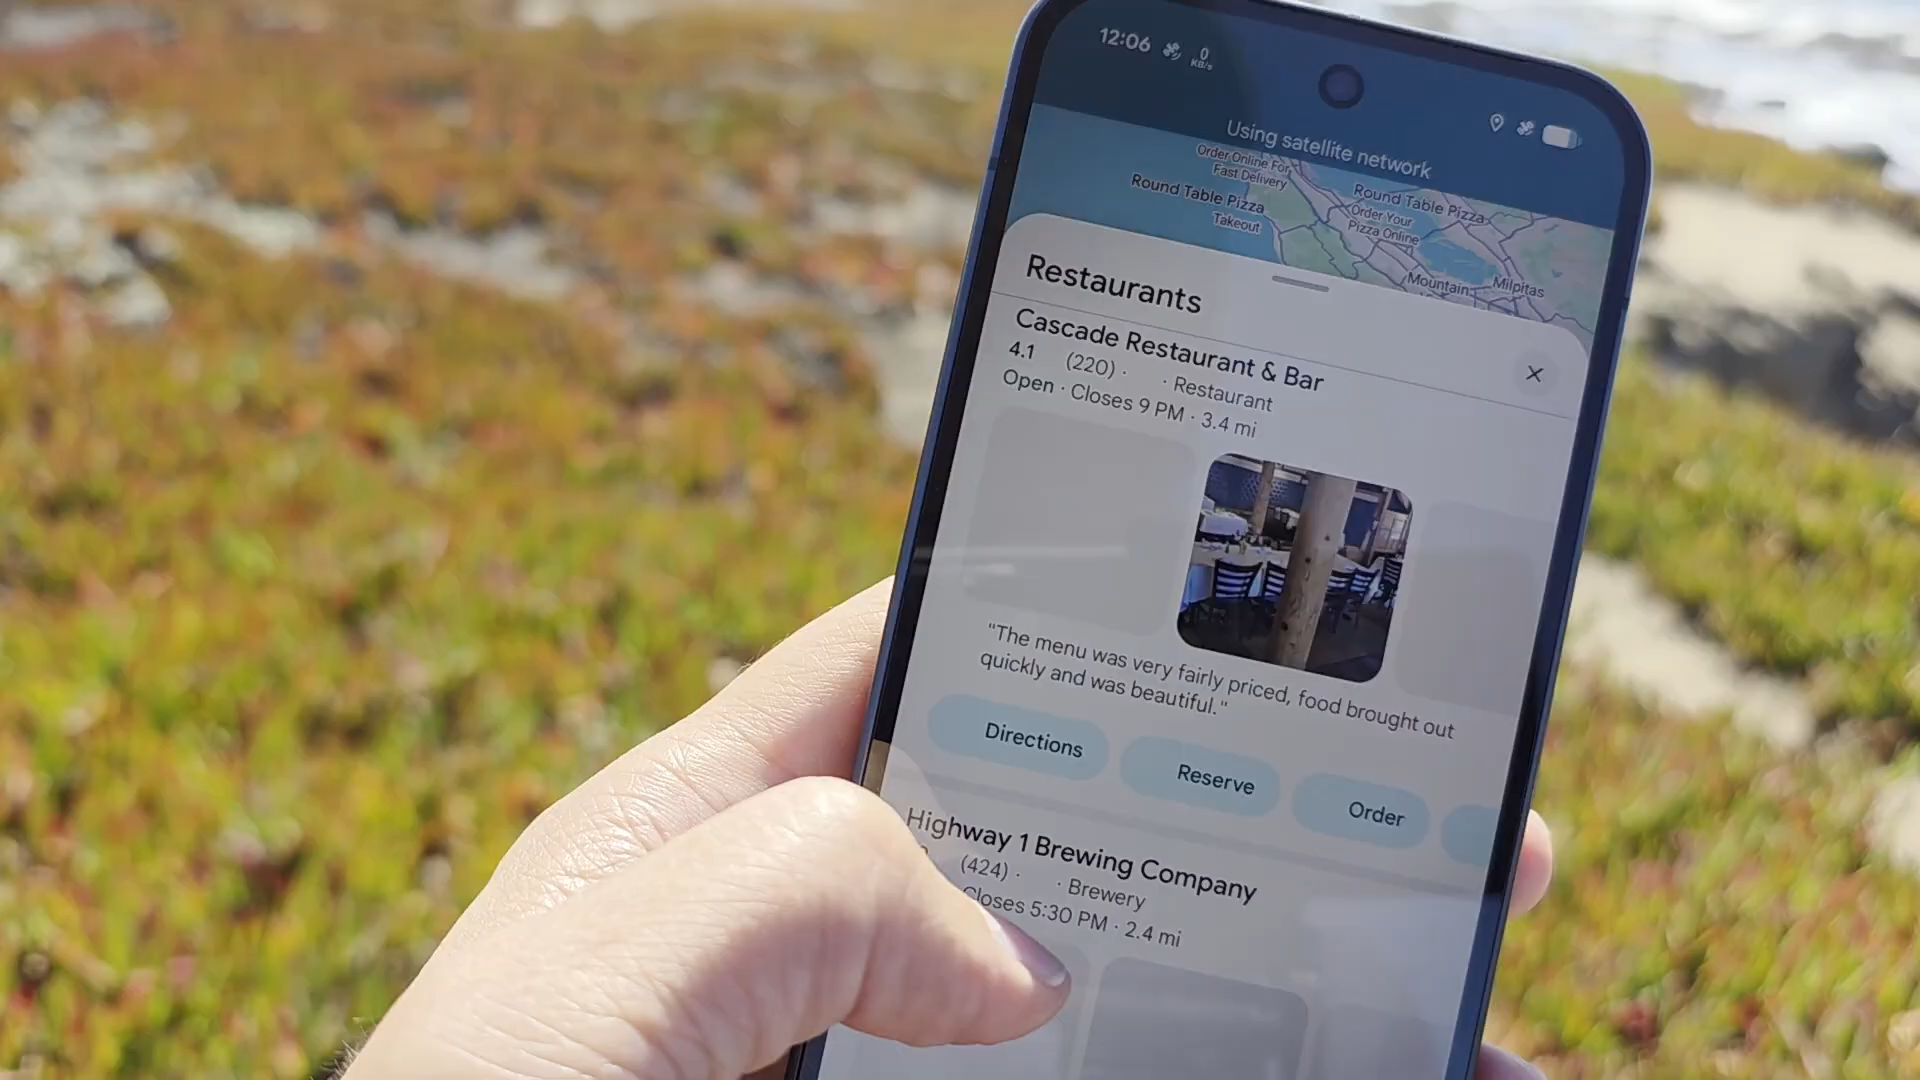 12:06
0
KB/s
Using satellite network
Order Online For
Fast Delivery
Round Table Pizza
Takeout
Round Table Pizza
Order Your
Pizza Online
Mountain
Milpitas
Restaurants
Cascade Restaurant & Bar
4.1 (220) · · Restaurant
Open · Closes 9 PM · 3.4 mi
"The menu was very fairly priced, food brought out
quickly and was beautiful."
Directions
Reserve
Order
Highway 1 Brewing Company
(424) · · Brewery
Closes 5:30 PM · 2.4 mi